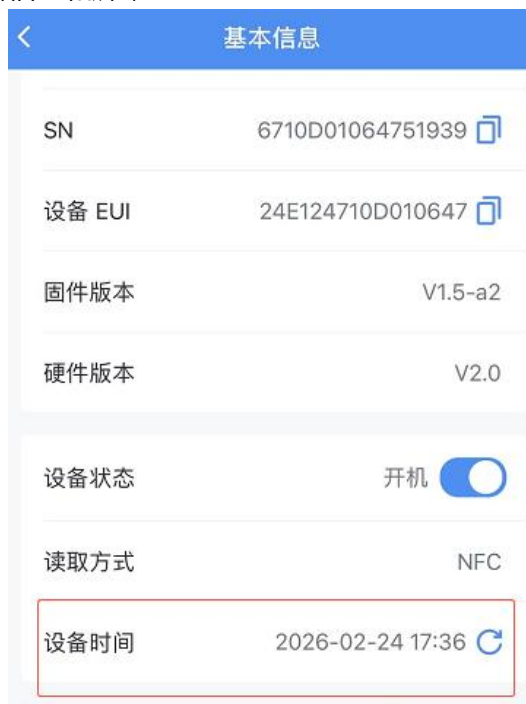 基本信息
SN 6710D01064751939
设备 EUI 24E124710D010647
固件版本 V1.5-a2
硬件版本 V2.0
设备状态 开机
读取方式 NFC
设备时间 2026-02-24 17:36